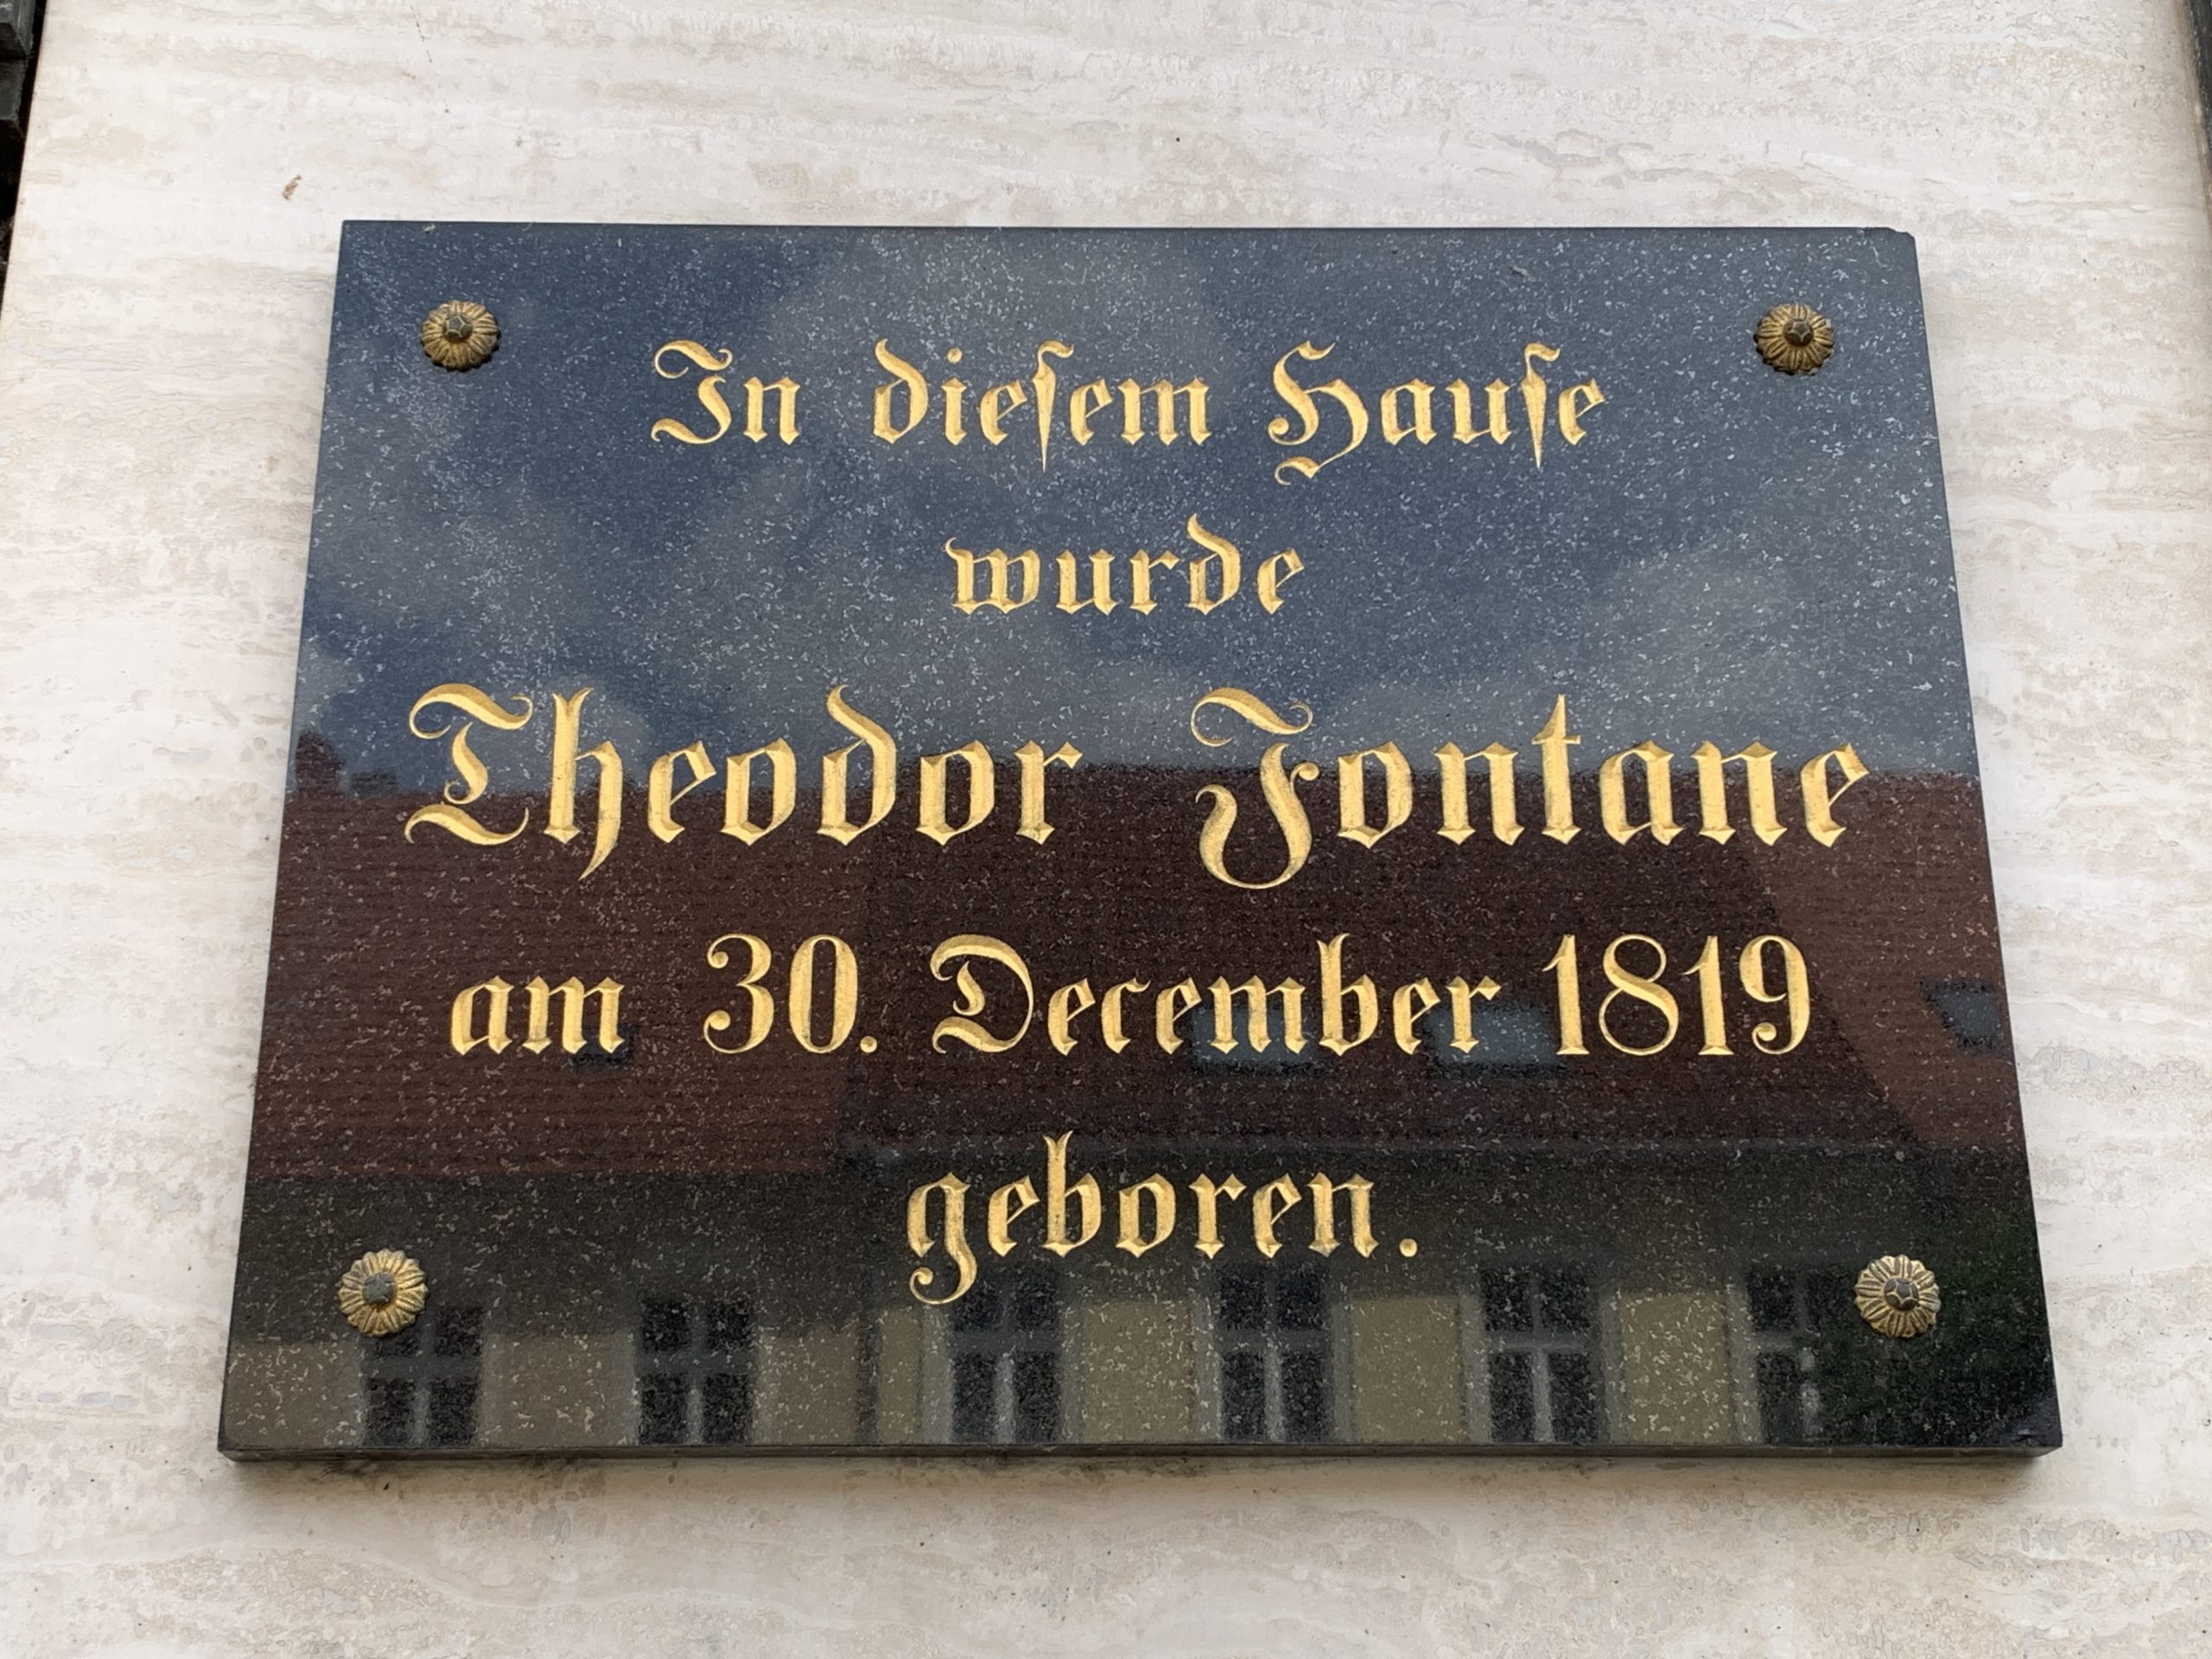 In dieſem Hauſe
wurde
Theodor Fontane
am 30. December 1819
geboren.